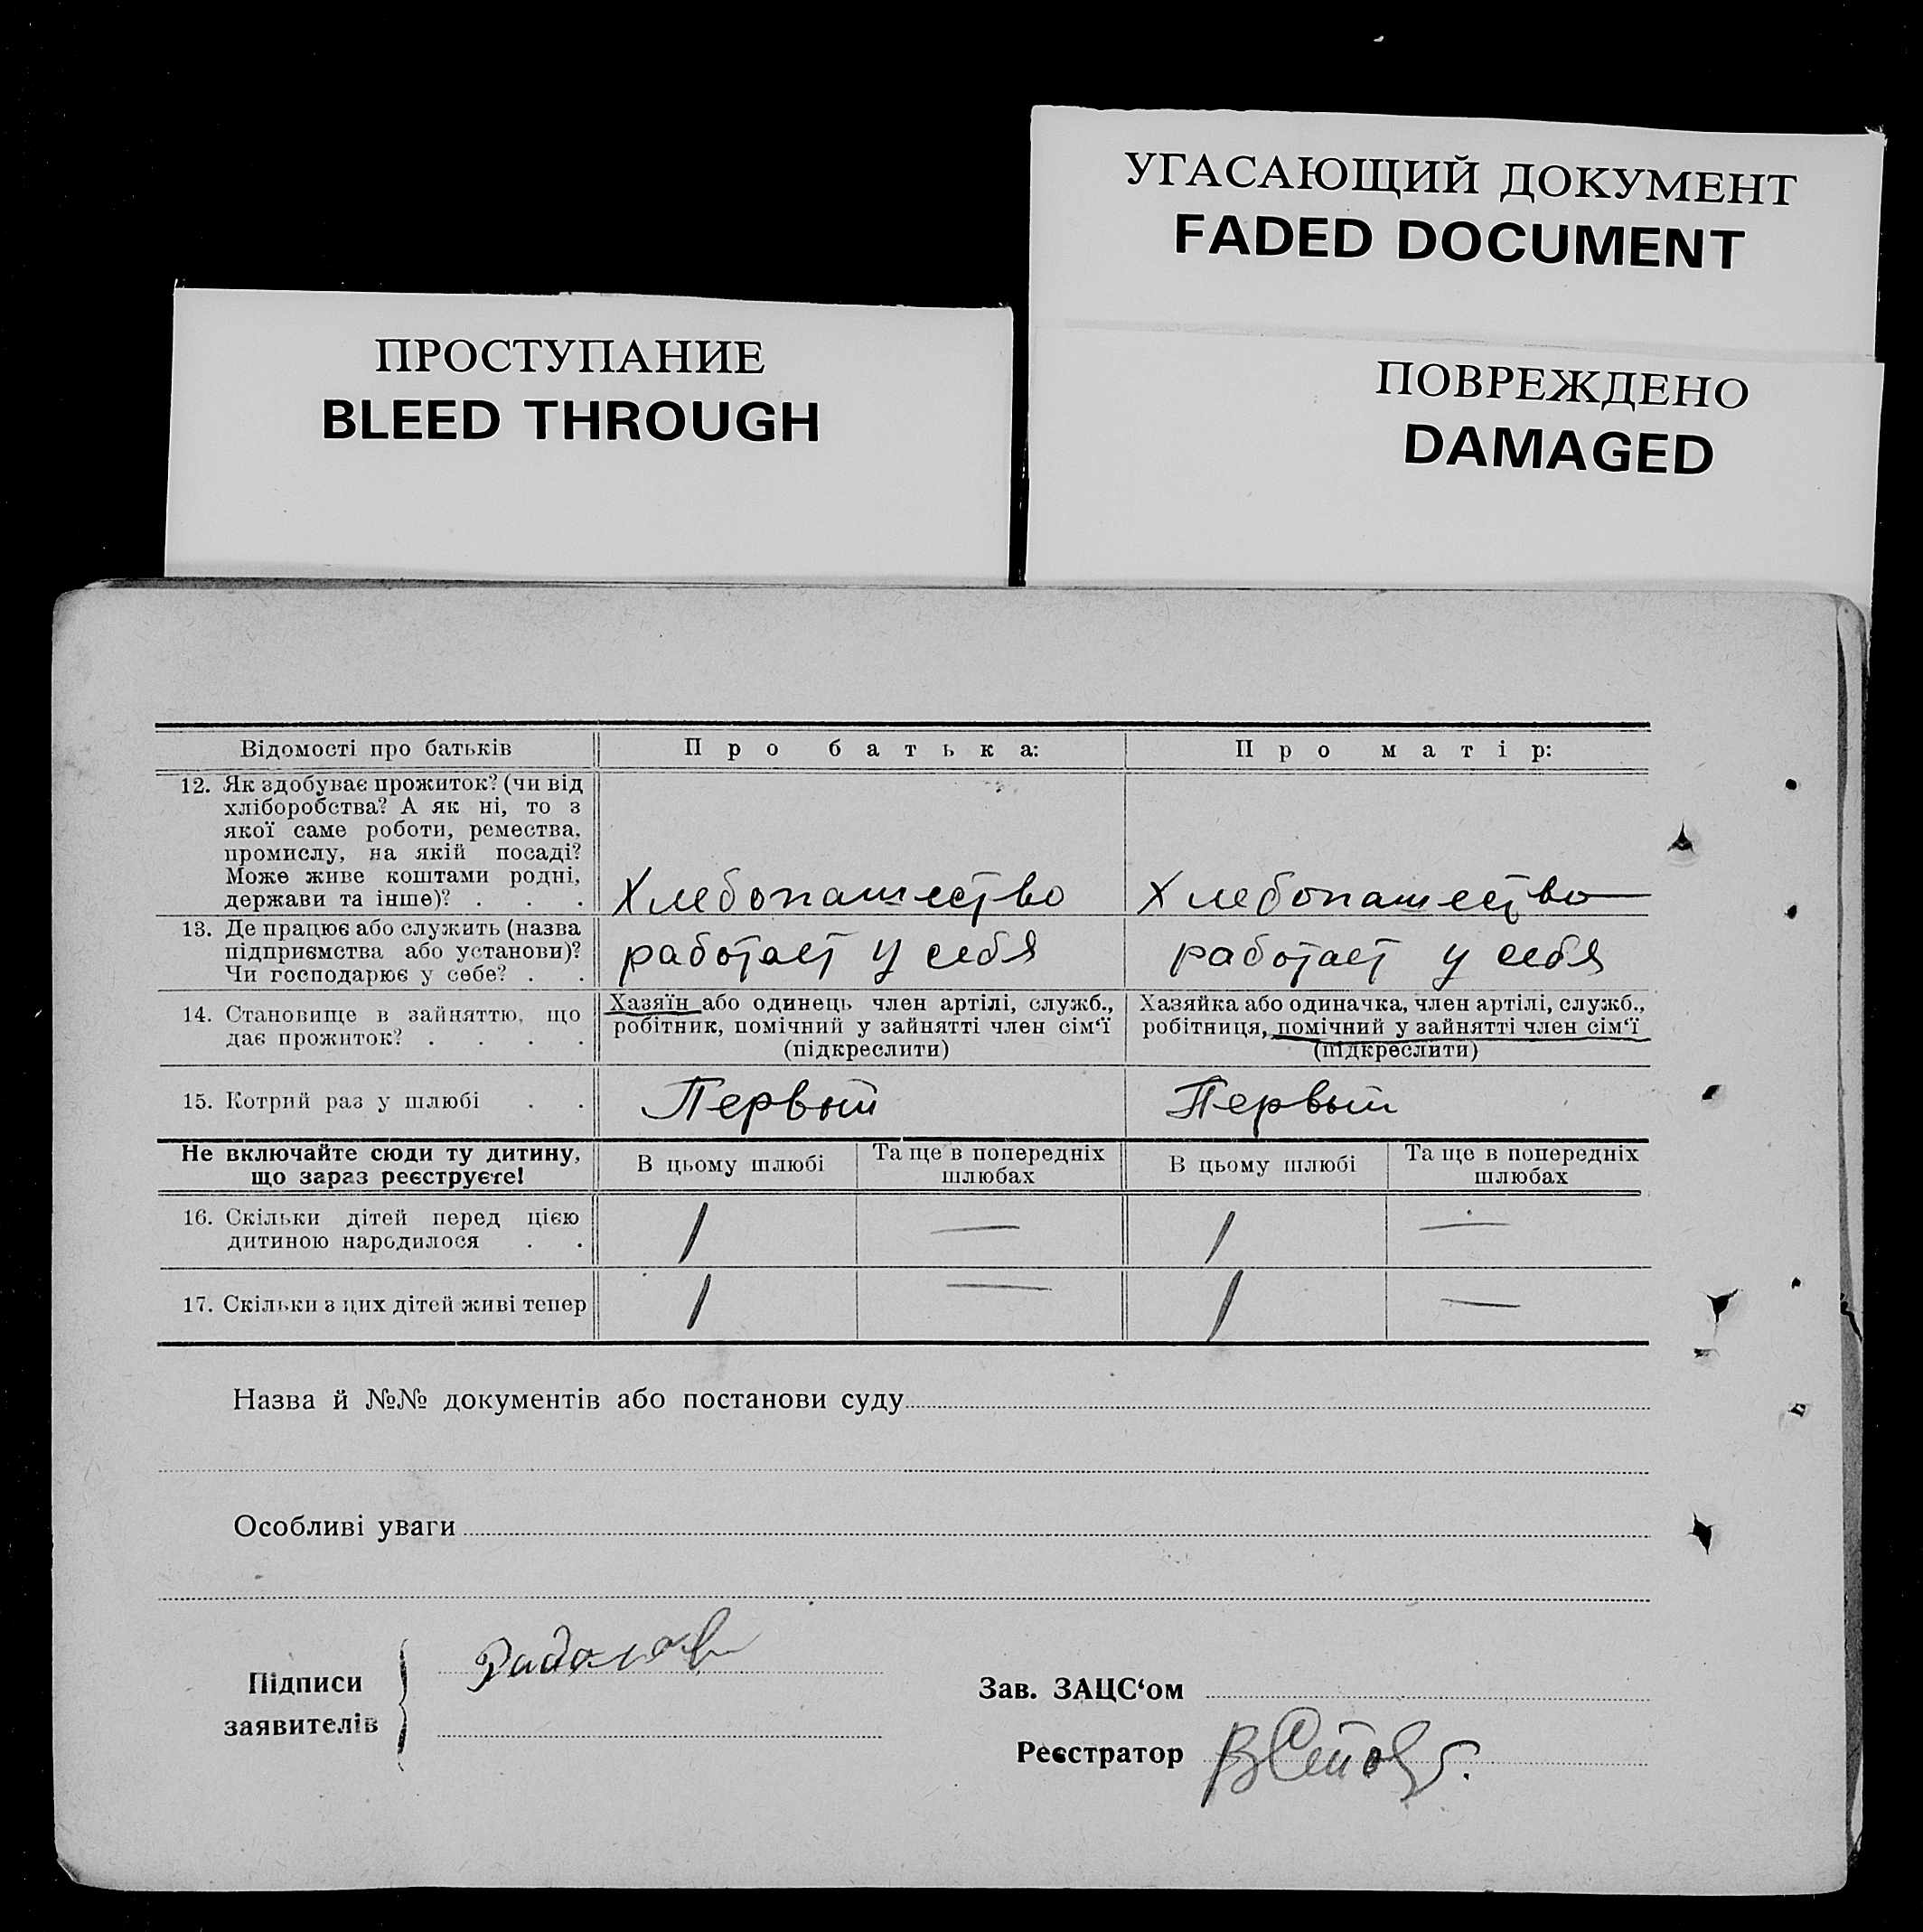 УГАСАЮЩИЙ ДОКУМЕНТ
FADED DOCUMENT
ПРОСТУПАНИЕ
BLEED THROUGH
ПОВРЕЖДЕНО
DAMAGED
Відомості про батьків
Про батька:
Про матір:
12. Як здобуває прожиток? (чи від
хліборобства? А як ні, то з
якої саме роботи, ремества,
промислу, на якій посаді?
Може живе коштами родні,
держави та інше)? . . .
Хлебопашество
Хлебопашество
13. Де працює або служить (назва
підприємства або установи)?
Чи господарює у себе? . .
работает у себя
работает у себя
14. Становище в зайняттю, що
дає прожиток? . . . .
Хазяїн або одинець член артілі, служб.,
робітник, помічний у зайнятті член сім‘ї
(підкреслити)
Хазяйка або одиначка, член артілі, служб.,
робітниця, помічний у зайнятті член сім‘ї
(підкреслити)
15. Котрий раз у шлюбі . .
Первый
Первый
Не включайте сюди ту дитину,
що зараз реєструєте!
В цьому шлюбі
Та ще в попередніх
шлюбах
В цьому шлюбі
Та ще в попередніх
шлюбах
16. Скільки дітей перед цією
дитиною народилося . .
1 — 1 —
17. Скільки з цих дітей живі тепер
1 — 1 —
Назва й №№ документів або постанови суду
Особливі уваги
Підписи
заявителів
Зав. ЗАЦС‘ом
Реєстратор